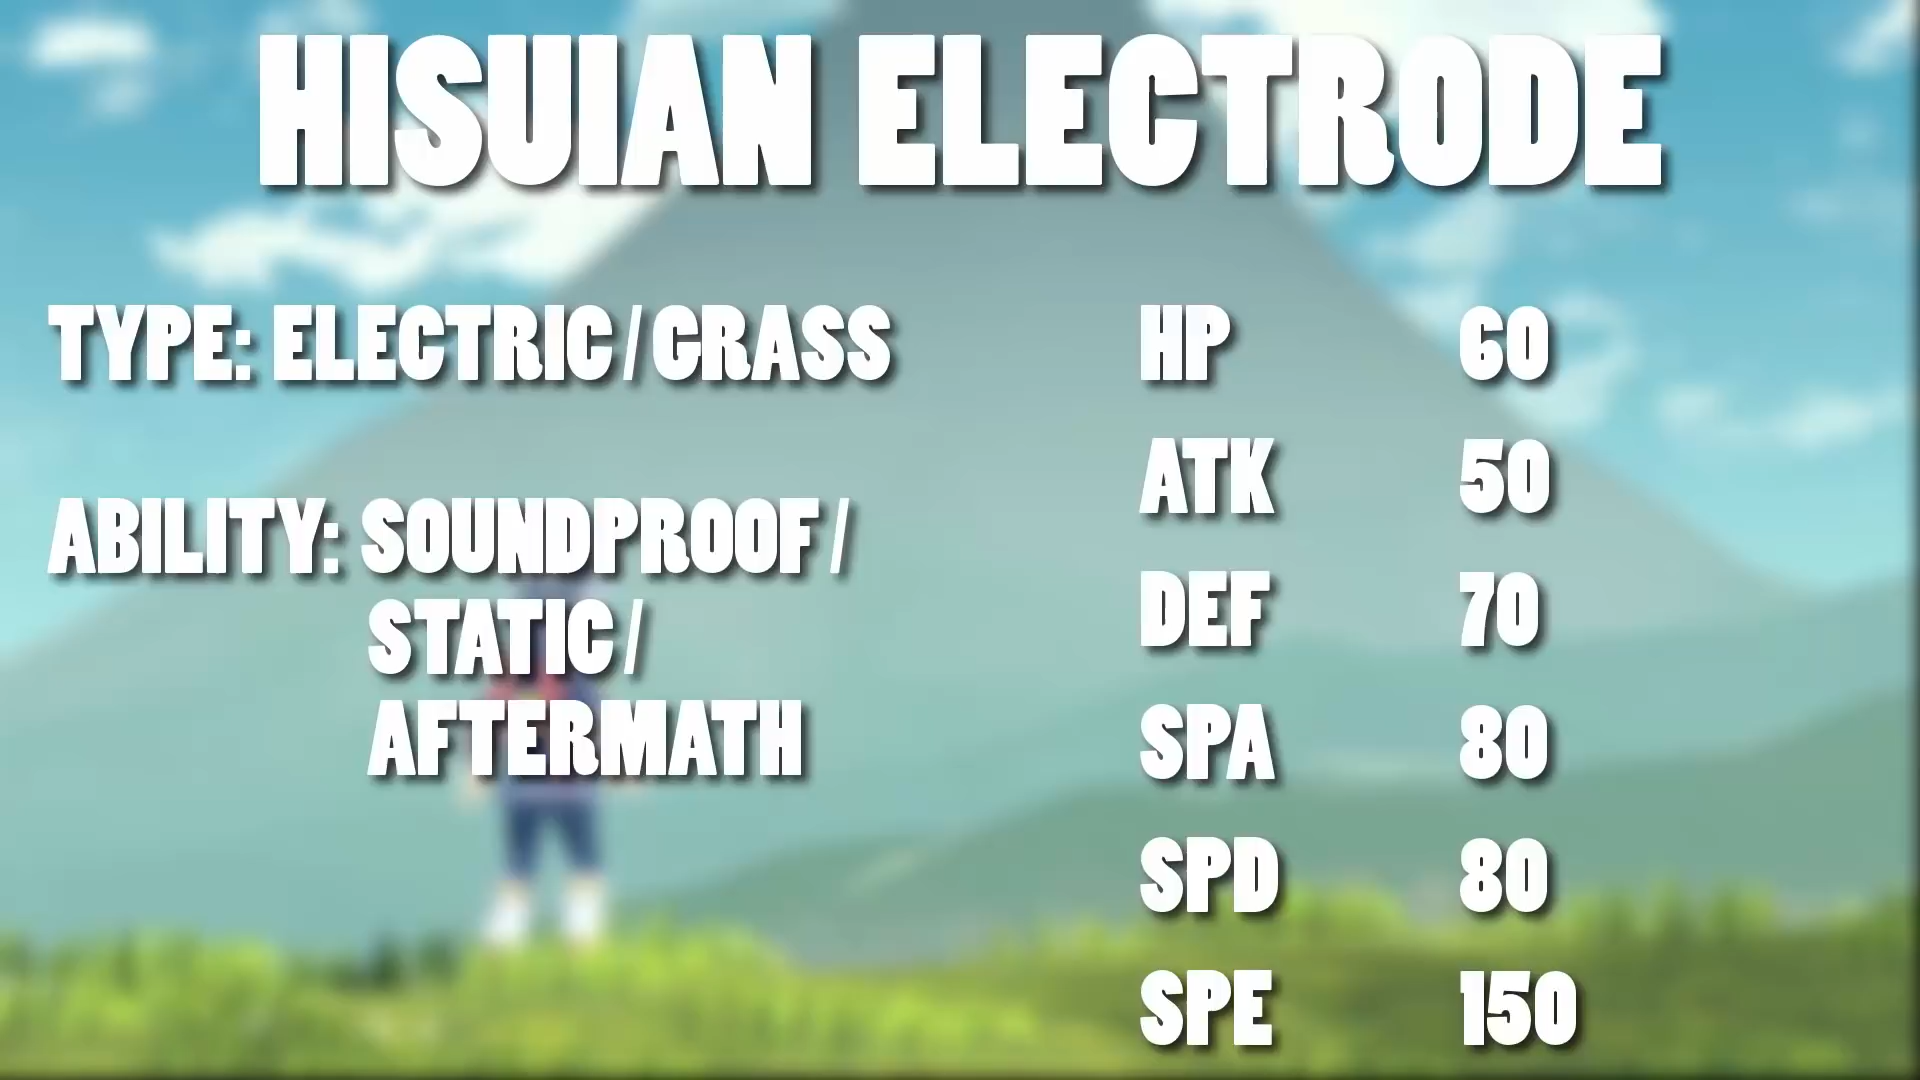 HISUIAN ELECTRODE
TYPE: ELECTRIC/GRASS
ABILITY: SOUNDPROOF/
STATIC/
AFTERMATH
HP 60
ATK 50
DEF 70
SPA 80
SPD 80
SPE 150